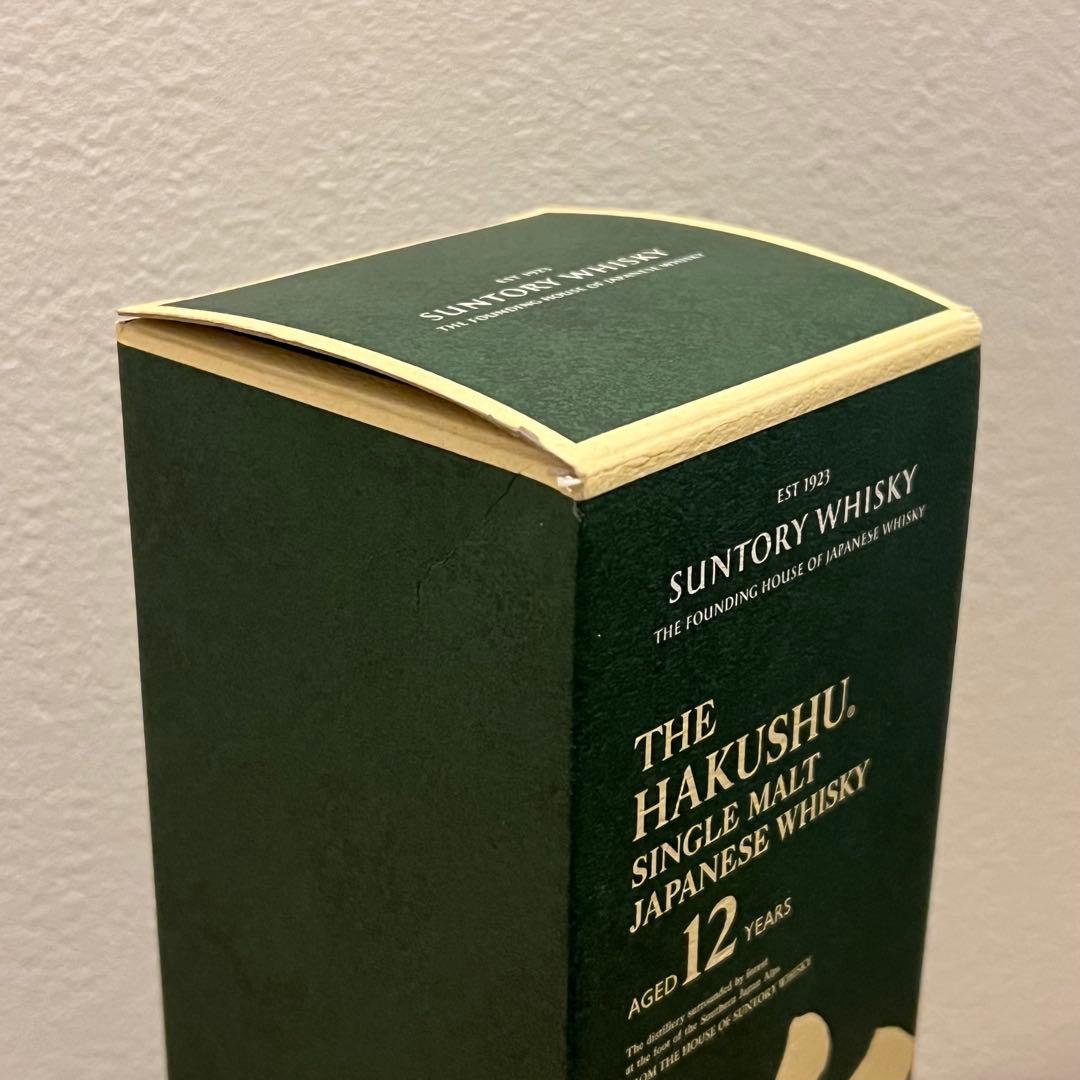 EST 1923
SUNTORY WHISKY
THE FOUNDING HOUSE OF JAPANESE WHISKY
EST 1923
SUNTORY WHISKY
THE FOUNDING HOUSE OF JAPANESE WHISKY
THE
HAKUSHU®
SINGLE MALT
JAPANESE WHISKY
AGED 12 YEARS
The distillery surrounded by forest
at the foot of the Southern Japan Alps
FROM THE HOUSE OF SUNTORY WHISKY